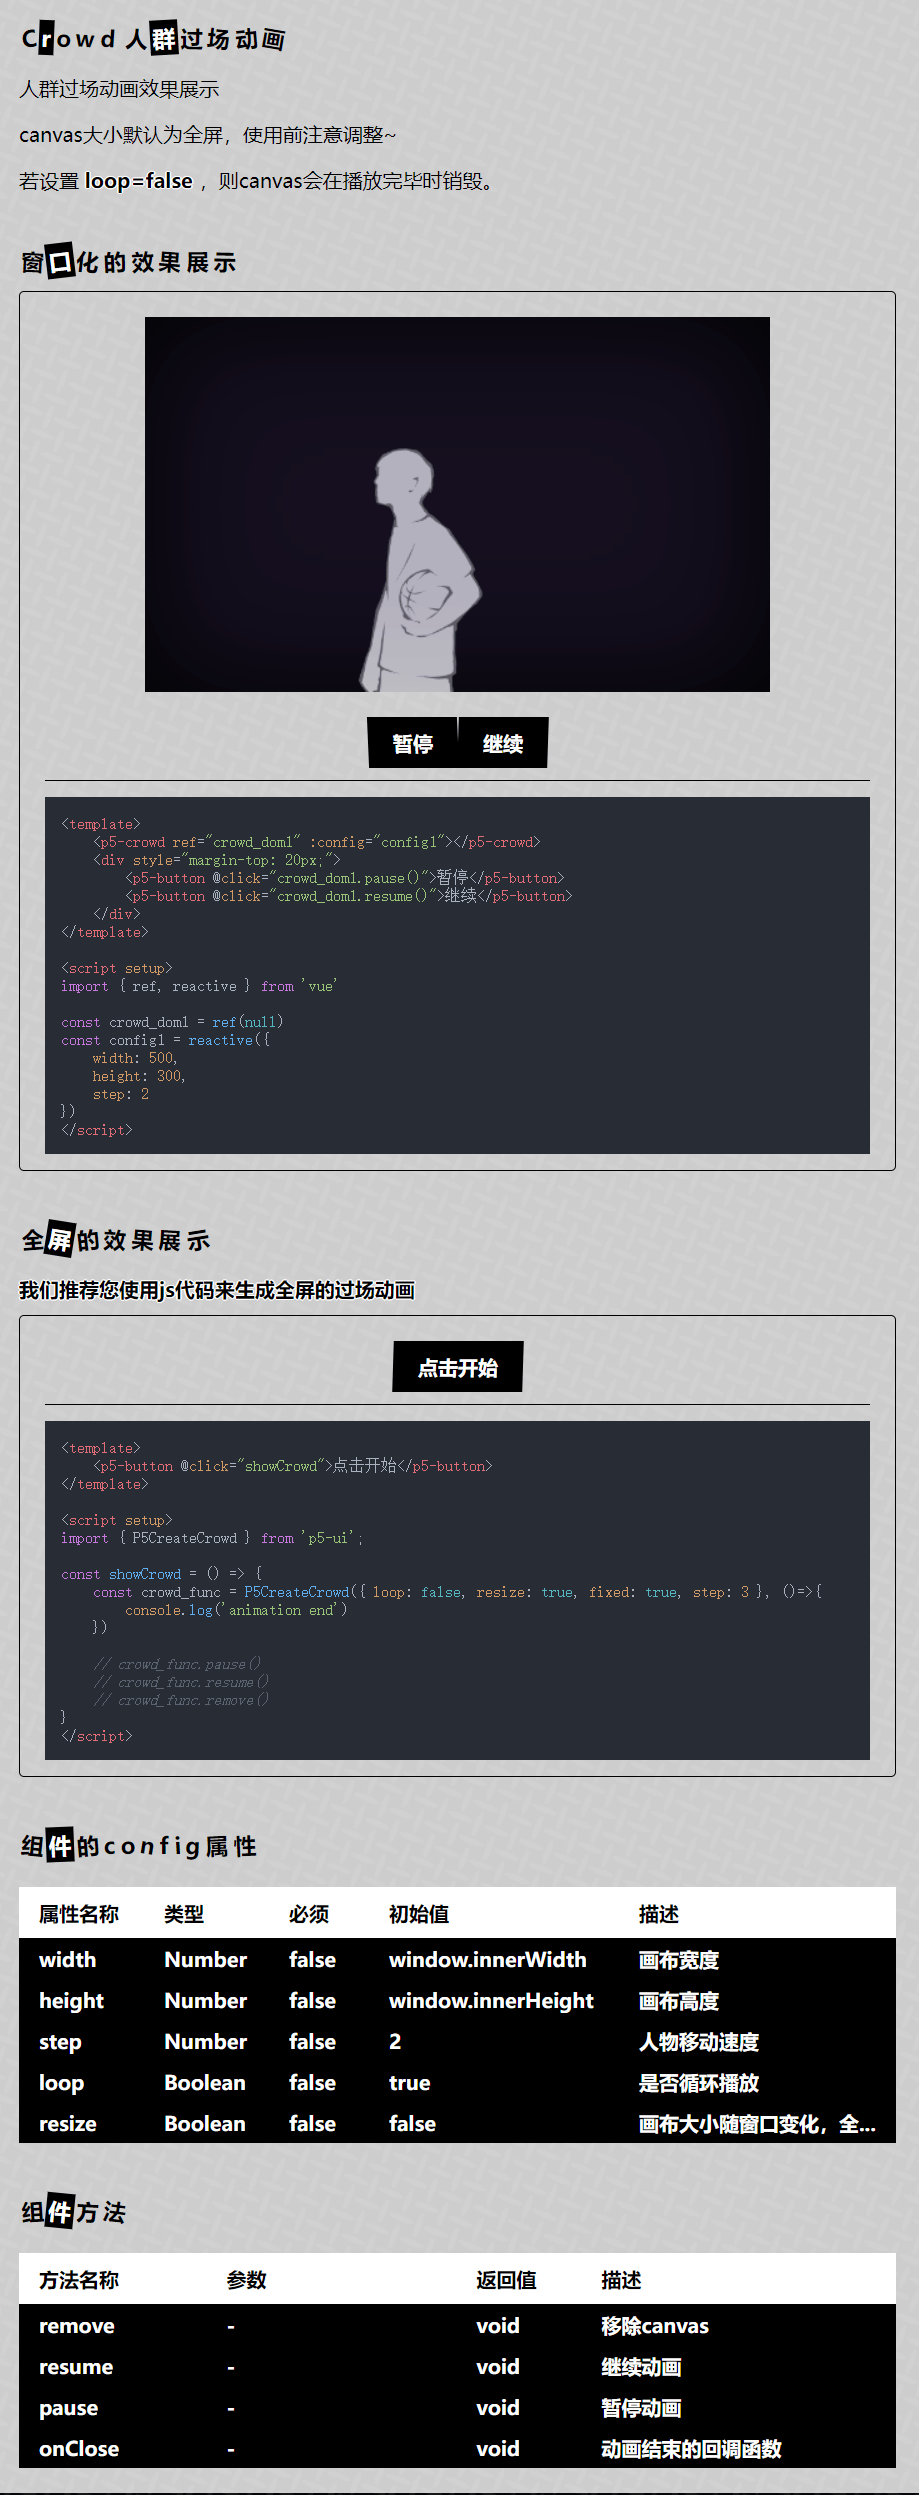 Crowd 人群过场动画
人群过场动画效果展示
canvas大小默认为全屏，使用前注意调整~
若设置 loop=false ，则canvas会在播放完毕时销毁。
窗口化的效果展示
暂停 继续
<template>
    <p5-crowd ref="crowd_dom1" :config="config1"></p5-crowd>
    <div style="margin-top: 20px;">
        <p5-button @click="crowd_dom1.pause()">暂停</p5-button>
        <p5-button @click="crowd_dom1.resume()">继续</p5-button>
    </div>
</template>
<script setup>
import { ref, reactive } from 'vue'
const crowd_dom1 = ref(null)
const config1 = reactive({
    width: 500,
    height: 300,
    step: 2
})
</script>
全屏的效果展示
我们推荐您使用js代码来生成全屏的过场动画
点击开始
<template>
    <p5-button @click="showCrowd">点击开始</p5-button>
</template>
<script setup>
import { P5CreateCrowd } from 'p5-ui';
const showCrowd = () => {
    const crowd_func = P5CreateCrowd({ loop: false, resize: true, fixed: true, step: 3 }, ()=>{
        console.log('animation end')
    })
    // crowd_func.pause()
    // crowd_func.resume()
    // crowd_func.remove()
}
</script>
组件的config属性
属性名称 类型 必须 初始值 描述
width Number false window.innerWidth 画布宽度
height Number false window.innerHeight 画布高度
step Number false 2 人物移动速度
loop Boolean false true 是否循环播放
resize Boolean false false 画布大小随窗口变化，全...
组件方法
方法名称 参数 返回值 描述
remove - void 移除canvas
resume - void 继续动画
pause - void 暂停动画
onClose - void 动画结束的回调函数